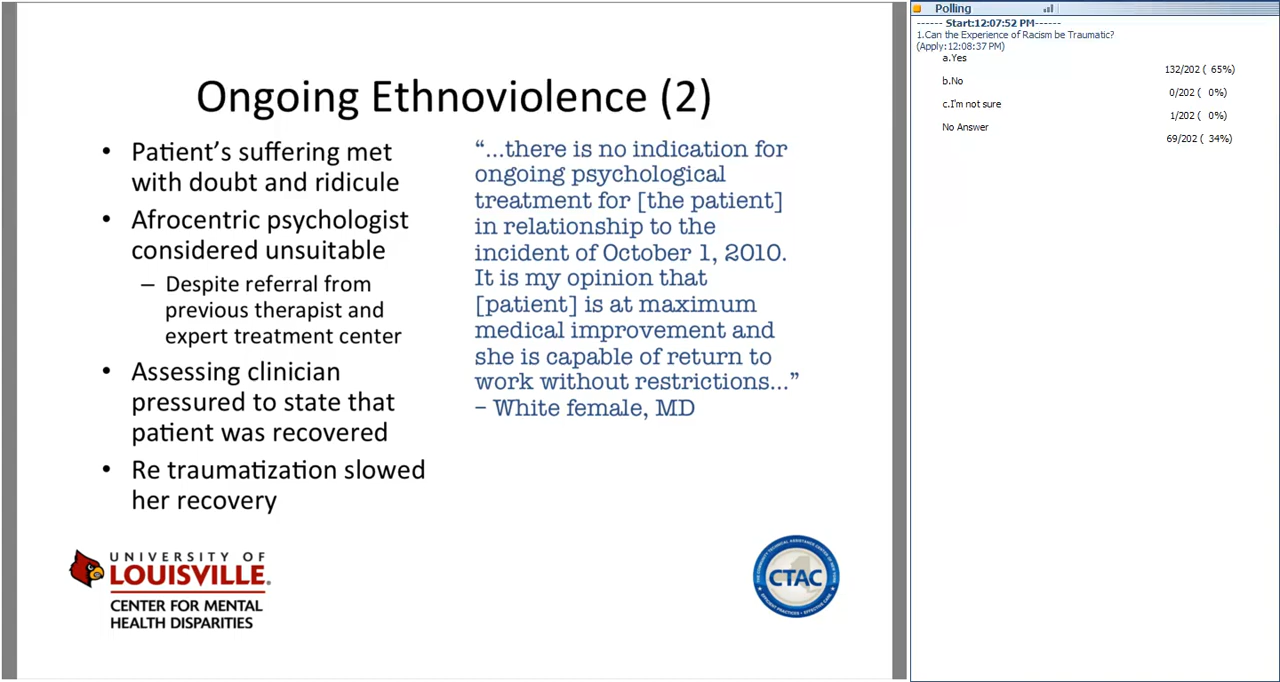 Ongoing Ethnoviolence (2)
• Patient's suffering met
with doubt and ridicule
• Afrocentric psychologist
considered unsuitable
– Despite referral from
previous therapist and
expert treatment center
• Assessing clinician
pressured to state that
patient was recovered
• Re traumatization slowed
her recovery
“...there is no indication for
ongoing psychological
treatment for [the patient]
in relationship to the
incident of October 1, 2010.
It is my opinion that
[patient] is at maximum
medical improvement and
she is capable of return to
work without restrictions...”
– White female, MD
UNIVERSITY OF
LOUISVILLE.
CENTER FOR MENTAL
HEALTH DISPARITIES
CTAC
Polling
------ Start:12:07:52 PM------
1.Can the Experience of Racism be Traumatic?
(Apply:12:08:37 PM)
a.Yes
132/202 ( 65%)
b.No
0/202 ( 0%)
c.I'm not sure
1/202 ( 0%)
No Answer
69/202 ( 34%)